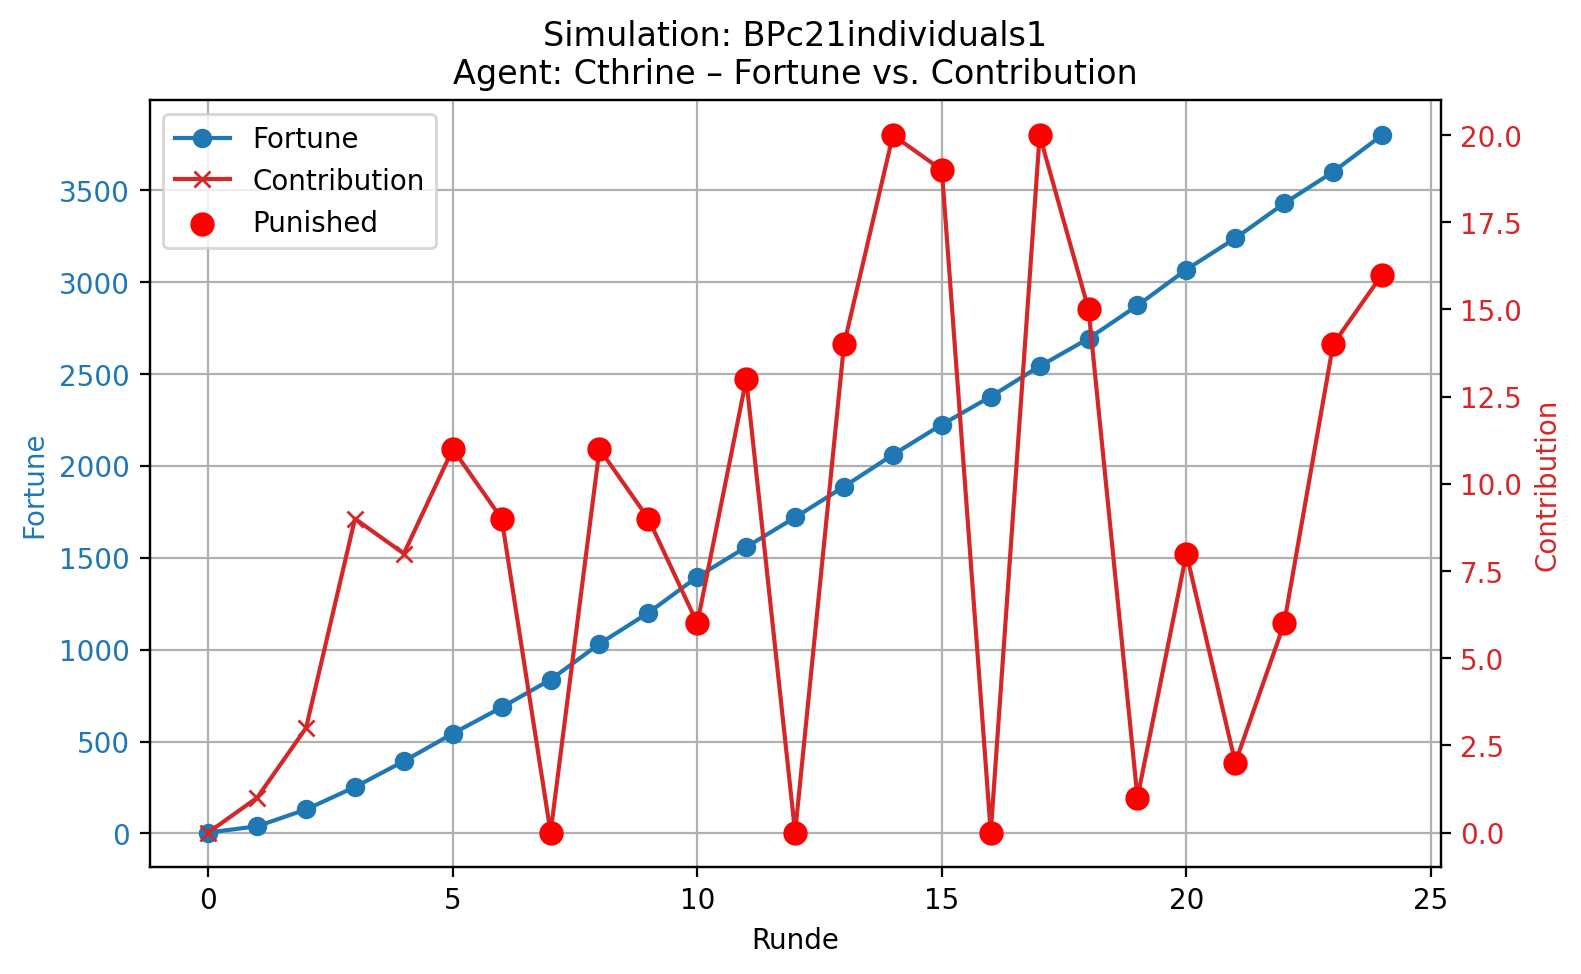 Simulation: BPc21individuals1
Agent: Cthrine – Fortune vs. Contribution
Fortune
Contribution
Punished
3500
3000
2500
2000
1500
1000
500
0
Fortune
20.0
17.5
15.0
12.5
10.0
7.5
5.0
2.5
0.0
Contribution
0 5 10 15 20 25
Runde